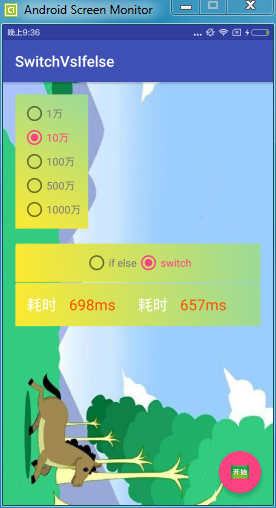 Android Screen Monitor
晚上9:36
SwitchVsIfelse
1万
10万
100万
500万
1000万
if else switch
耗时 698ms 耗时 657ms
开始